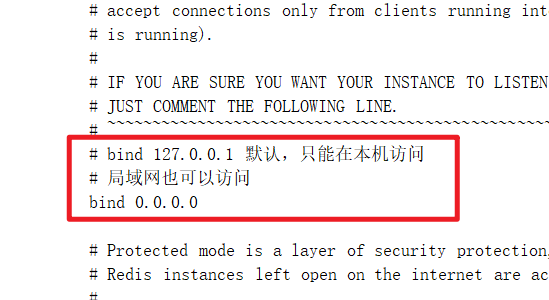 # accept connections only from clients running
# is running).
#
# IF YOU ARE SURE YOU WANT YOUR INSTANCE TO LISTEN
# JUST COMMENT THE FOLLOWING LINE.
# ~~~~~~~~~~~~~~~~~~~~~~~~~~~~~~~~~~~~~~~~~~~~~~~~
# bind 127.0.0.1 默认，只能在本机访问
# 局域网也可以访问
bind 0.0.0.0
# Protected mode is a layer of security protection,
# Redis instances left open on the internet are
#